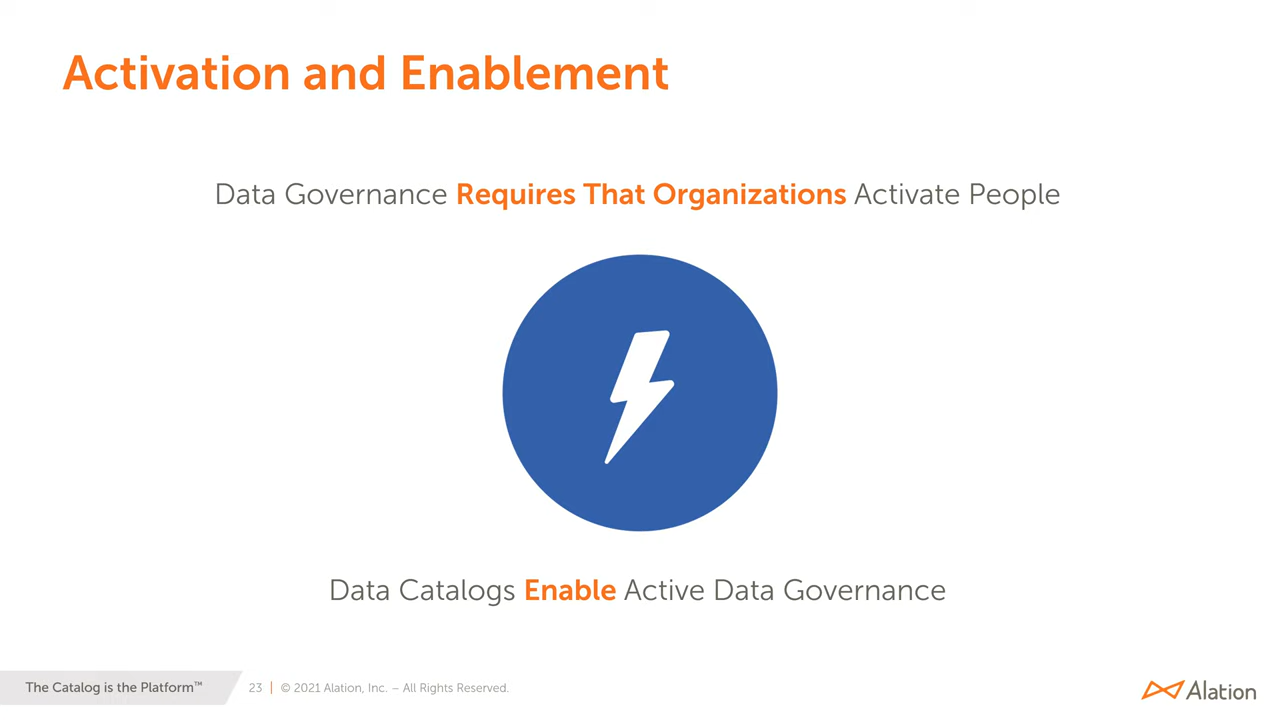 Activation and Enablement
Data Governance Requires That Organizations Activate People
Data Catalogs Enable Active Data Governance
The Catalog is the Platform™
23 | © 2021 Alation, Inc. – All Rights Reserved.
Alation